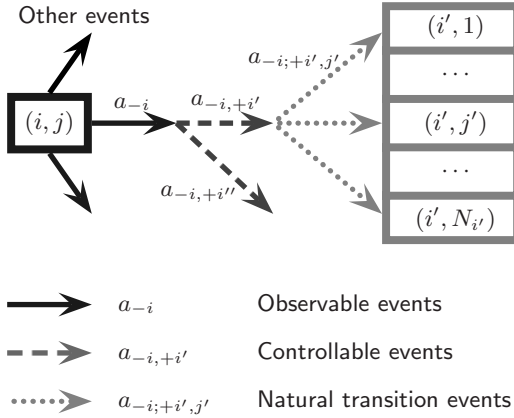 Other events
(i, j)
a_{-i}
a_{-i,+i'}
a_{-i,+i''}
a_{-i;+i',j'}
(i', 1)
...
(i', j')
...
(i', N_{i'})
a_{-i} Observable events
a_{-i,+i'} Controllable events
a_{-i;+i',j'} Natural transition events